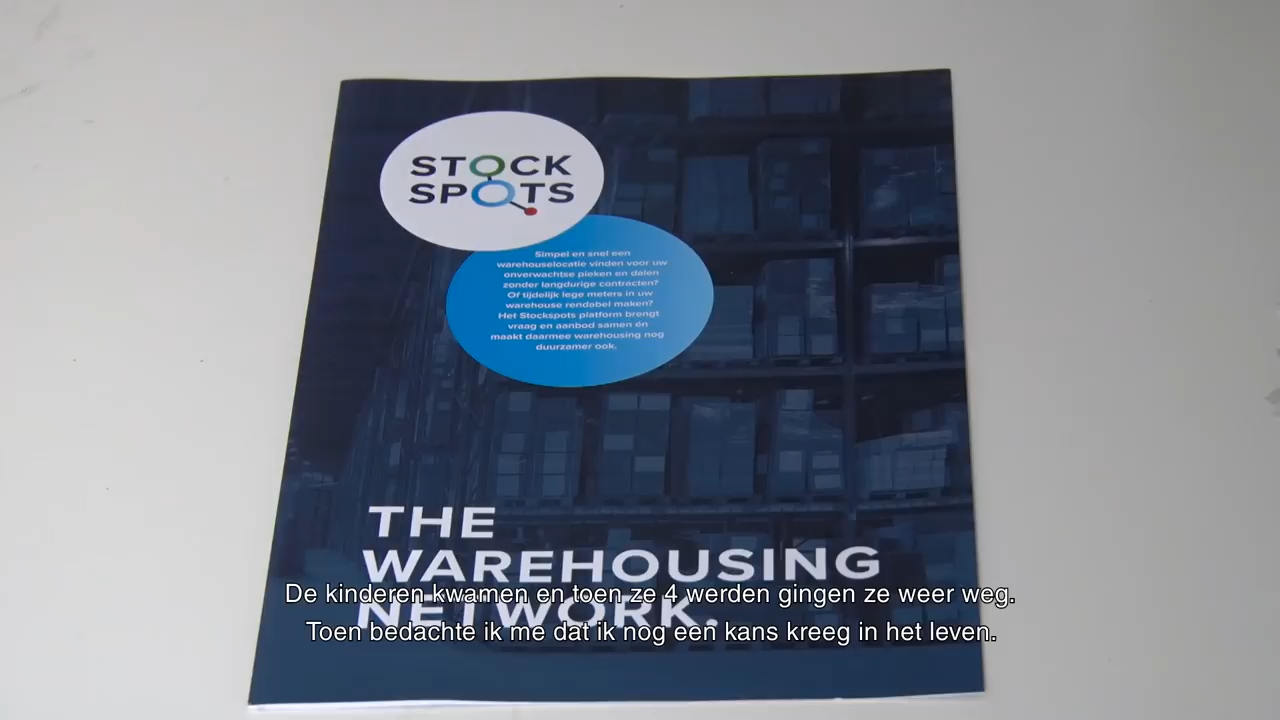 STOCK
SPOTS
Simpel en snel een
warehouselocatie vinden voor uw
onverwachtse pieken en dalen
zonder langdurige contracten?
Of tijdelijk lege meters in uw
warehouse rendabel maken?
Het Stockspots platform brengt
vraag en aanbod samen én
maakt daarmee warehousing nog
duurzamer ook.
THE
WAREHOUSING
NETWORK.
De kinderen kwamen en toen ze 4 werden gingen ze weer weg.
Toen bedachte ik me dat ik nog een kans kreeg in het leven.